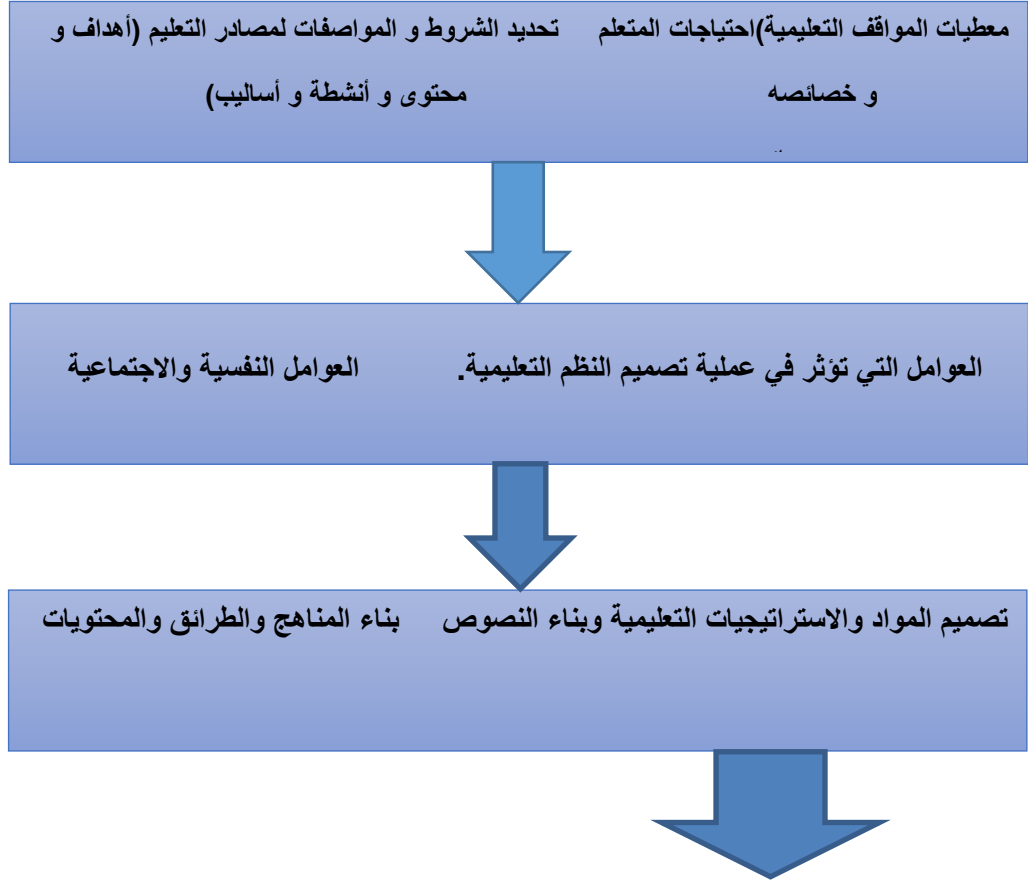 معطيات المواقف التعليمية)احتياجات المتعلم تحديد الشروط و المواصفات لمصادر التعليم (أهداف و
و خصائصه محتوى و أنشطة و أساليب)
العوامل التي تؤثر في عملية تصميم النظم التعليمية. العوامل النفسية والاجتماعية
تصميم المواد والاستراتيجيات التعليمية وبناء النصوص بناء المناهج والطرائق والمحتويات